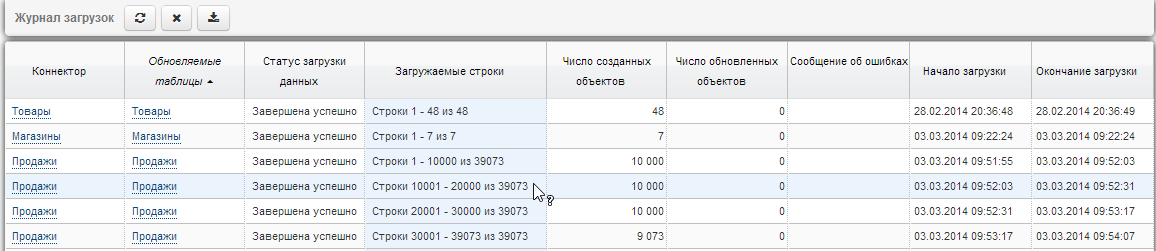 Журнал загрузок
Коннектор Обновляемые таблицы Статус загрузки данных Загружаемые строки Число созданных объектов Число обновленных объектов Сообщение об ошибках Начало загрузки Окончание загрузки
Товары Товары Завершена успешно Строки 1 - 48 из 48 48 0 28.02.2014 20:36:48 28.02.2014 20:36:49
Магазины Магазины Завершена успешно Строки 1 - 7 из 7 7 0 03.03.2014 09:22:24 03.03.2014 09:22:24
Продажи Продажи Завершена успешно Строки 1 - 10000 из 39073 10 000 0 03.03.2014 09:51:55 03.03.2014 09:52:03
Продажи Продажи Завершена успешно Строки 10001 - 20000 из 39073 10 000 0 03.03.2014 09:52:03 03.03.2014 09:52:31
Продажи Продажи Завершена успешно Строки 20001 - 30000 из 39073 10 000 0 03.03.2014 09:52:31 03.03.2014 09:53:17
Продажи Продажи Завершена успешно Строки 30001 - 39073 из 39073 9 073 0 03.03.2014 09:53:17 03.03.2014 09:54:07